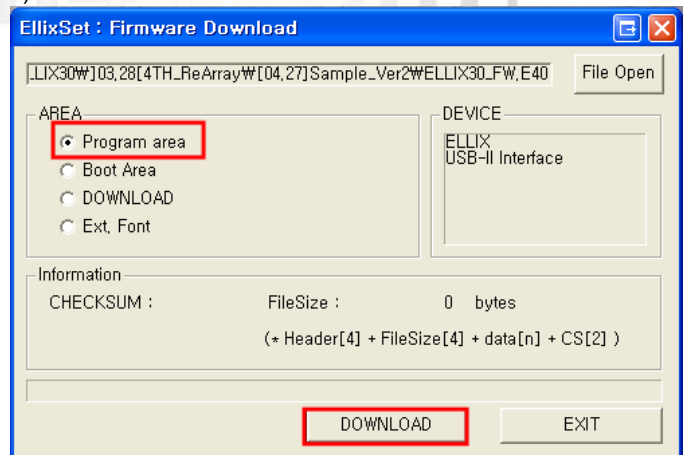 EllixSet : Firmware Download
.LIX30₩]03,28[4TH_ReArray₩[04,27]Sample_Ver2₩ELLIX30_FW,E40
File Open
AREA
Program area
Boot Area
DOWNLOAD
Ext, Font
DEVICE
ELLIX
USB-II Interface
Information
CHECKSUM :
FileSize :
0 bytes
(* Header[4] + FileSize[4] + data[n] + CS[2] )
DOWNLOAD
EXIT